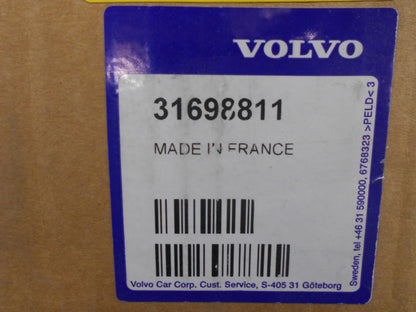 VOLVO
31698811
MADE IN FRANCE
Volvo Car Corp. Cust. Service, S-405 31 Göteborg
Sweden, tel +46 31 590000, 6768323 >PELD< 3